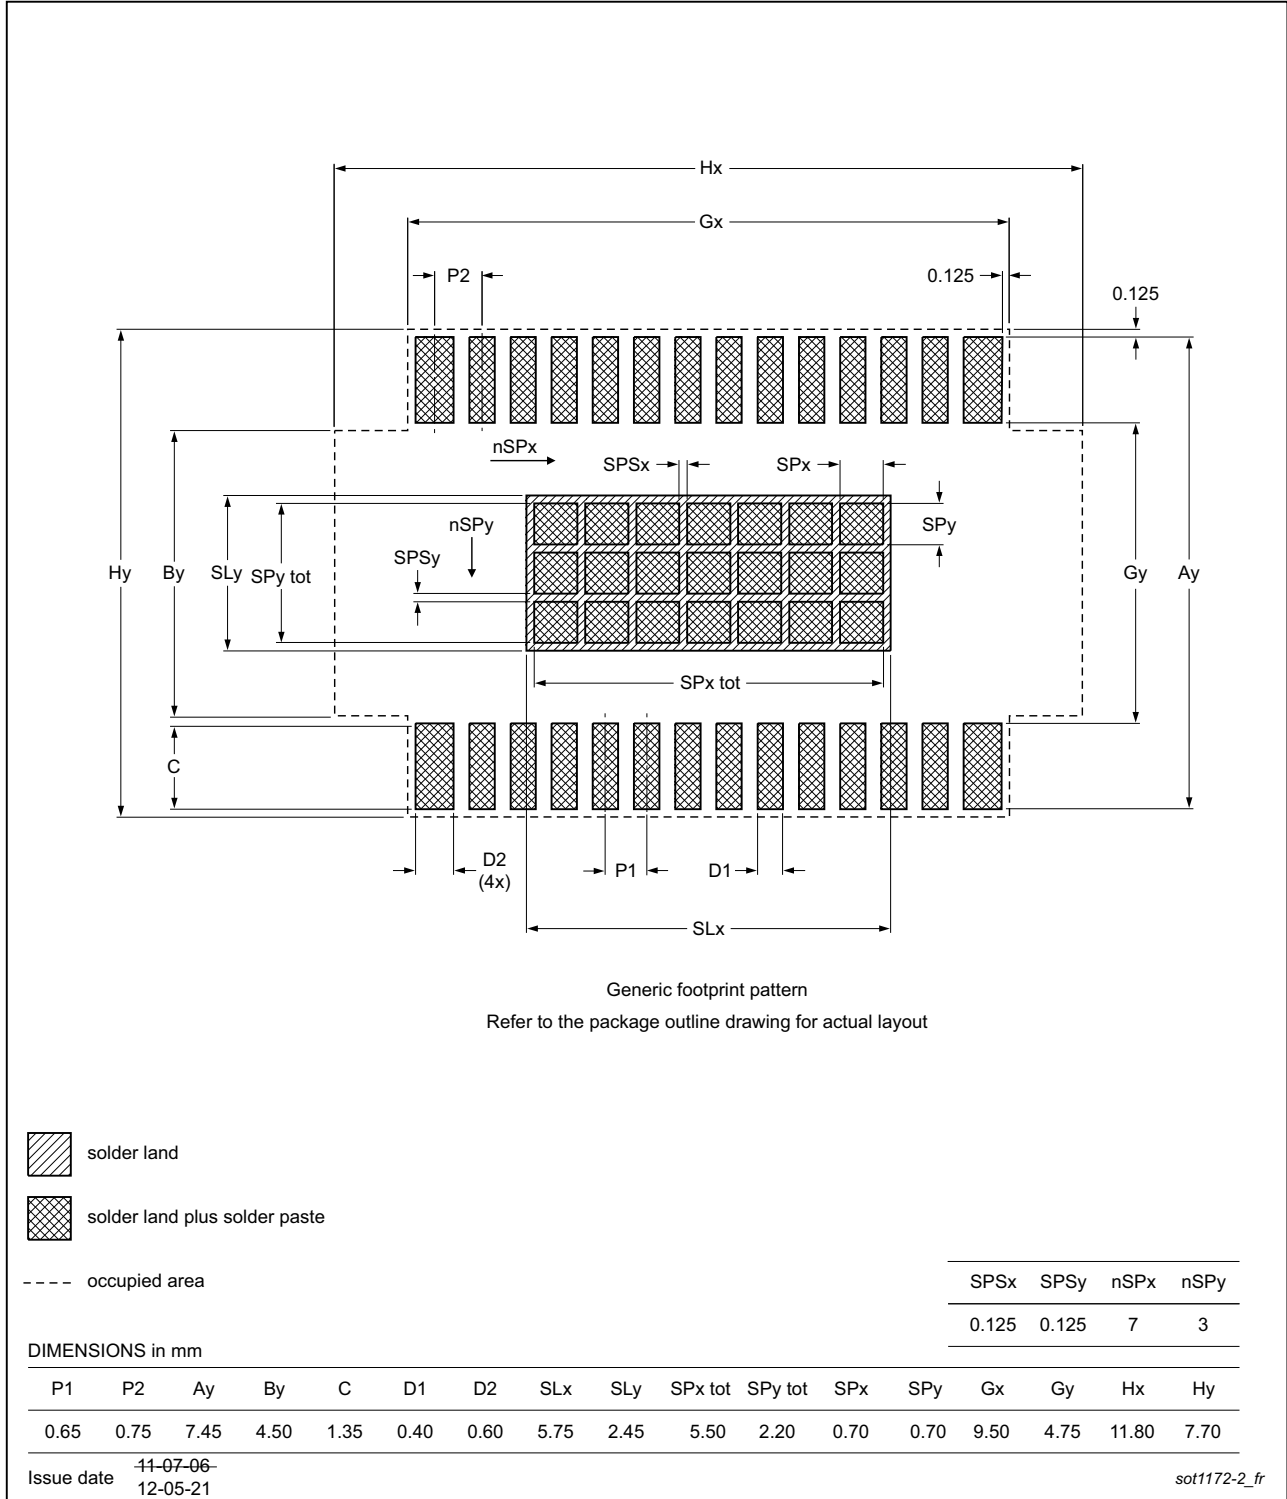 Hx
Gx
P2
0.125
0.125
nSPx
SPSx
SPx
nSPy
SPy
SPSy
Hy
By
SLy
SPy tot
Gy
Ay
SPx tot
C
D2
(4x)
P1
D1
SLx
Generic footprint pattern
Refer to the package outline drawing for actual layout
solder land
solder land plus solder paste
occupied area
SPSx SPSy nSPx nSPy
0.125 0.125 7 3
DIMENSIONS in mm
P1 P2 Ay By C D1 D2 SLx SLy SPx tot SPy tot SPx SPy Gx Gy Hx Hy
0.65 0.75 7.45 4.50 1.35 0.40 0.60 5.75 2.45 5.50 2.20 0.70 0.70 9.50 4.75 11.80 7.70
Issue date
11-07-06
12-05-21
sot1172-2_fr